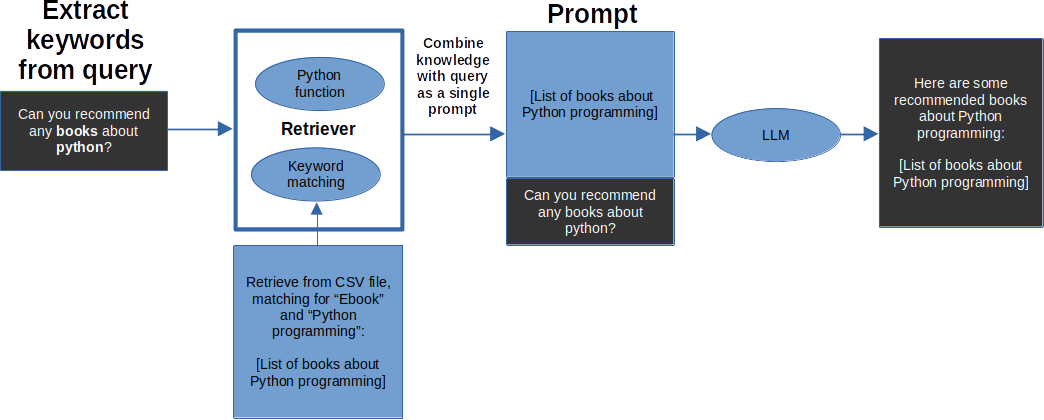 Extract
keywords
from query
Can you recommend
any books about
python?
Python
function
Retriever
Keyword
matching
Retrieve from CSV file,
matching for “Ebook”
and “Python
programming”:
[List of books about
Python programming]
Combine
knowledge
with query
as a single
prompt
Prompt
[List of books about
Python programming]
Can you recommend
any books about
python?
LLM
Here are some
recommended books
about Python
programming:
[List of books about
Python programming]